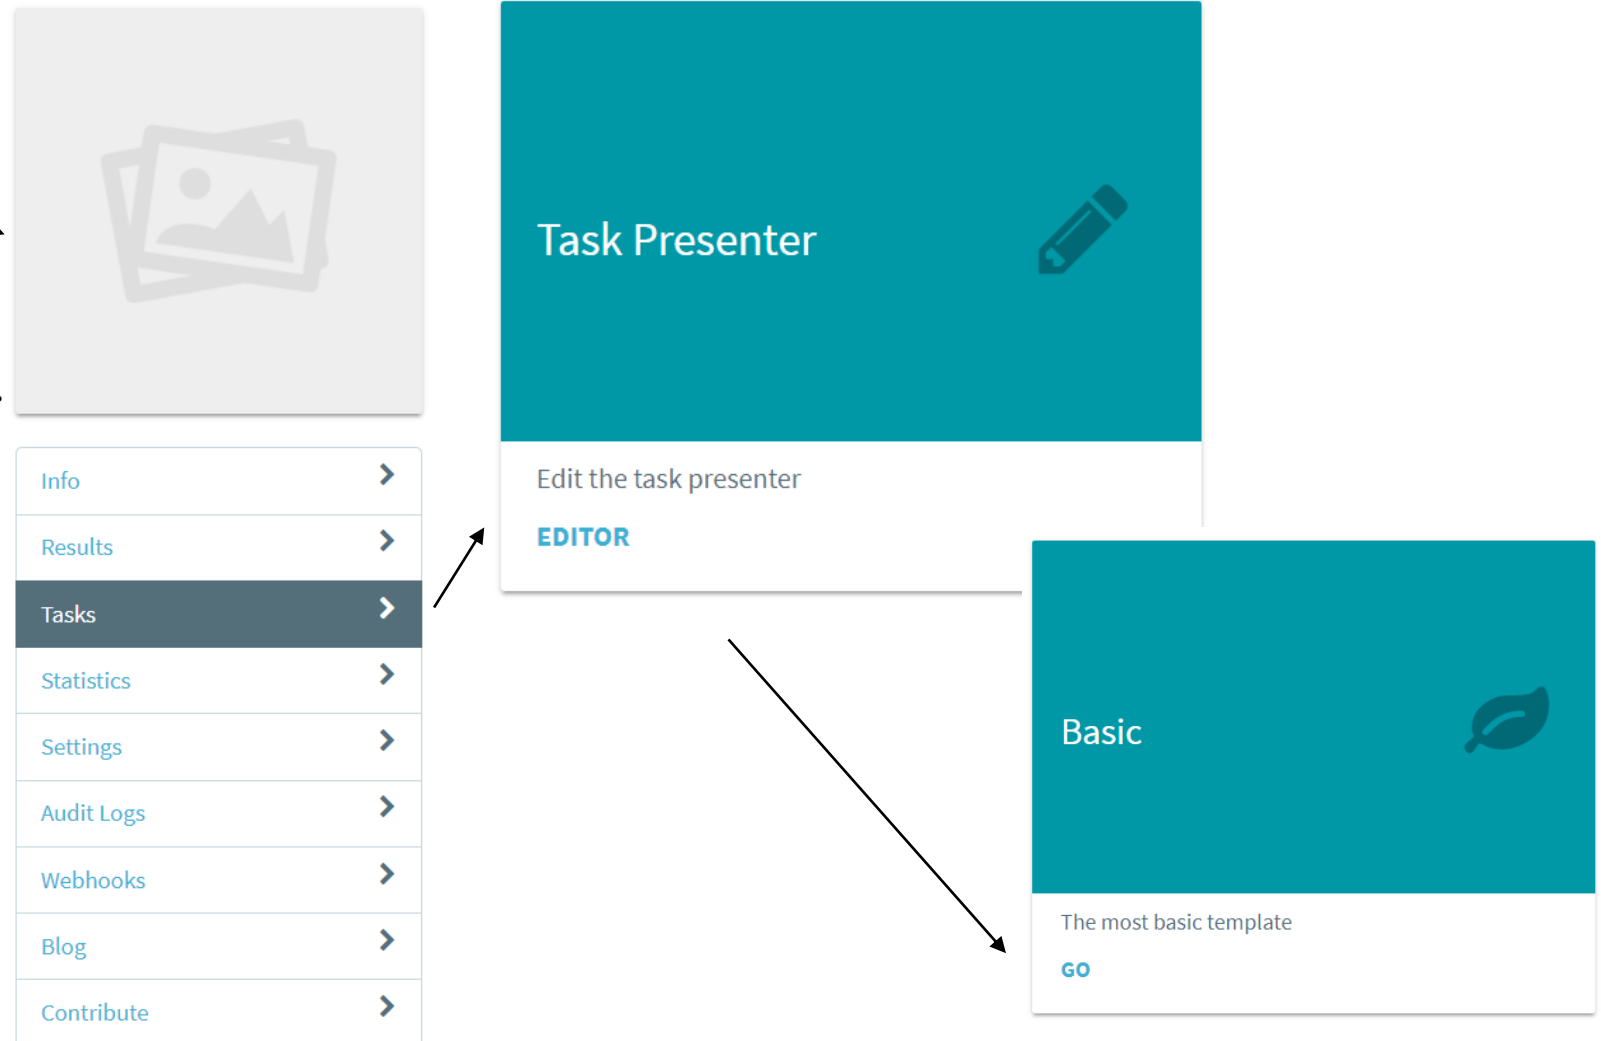 Info
Results
Tasks
Statistics
Settings
Audit Logs
Webhooks
Blog
Contribute
Task Presenter
Edit the task presenter
EDITOR
Basic
The most basic template
GO